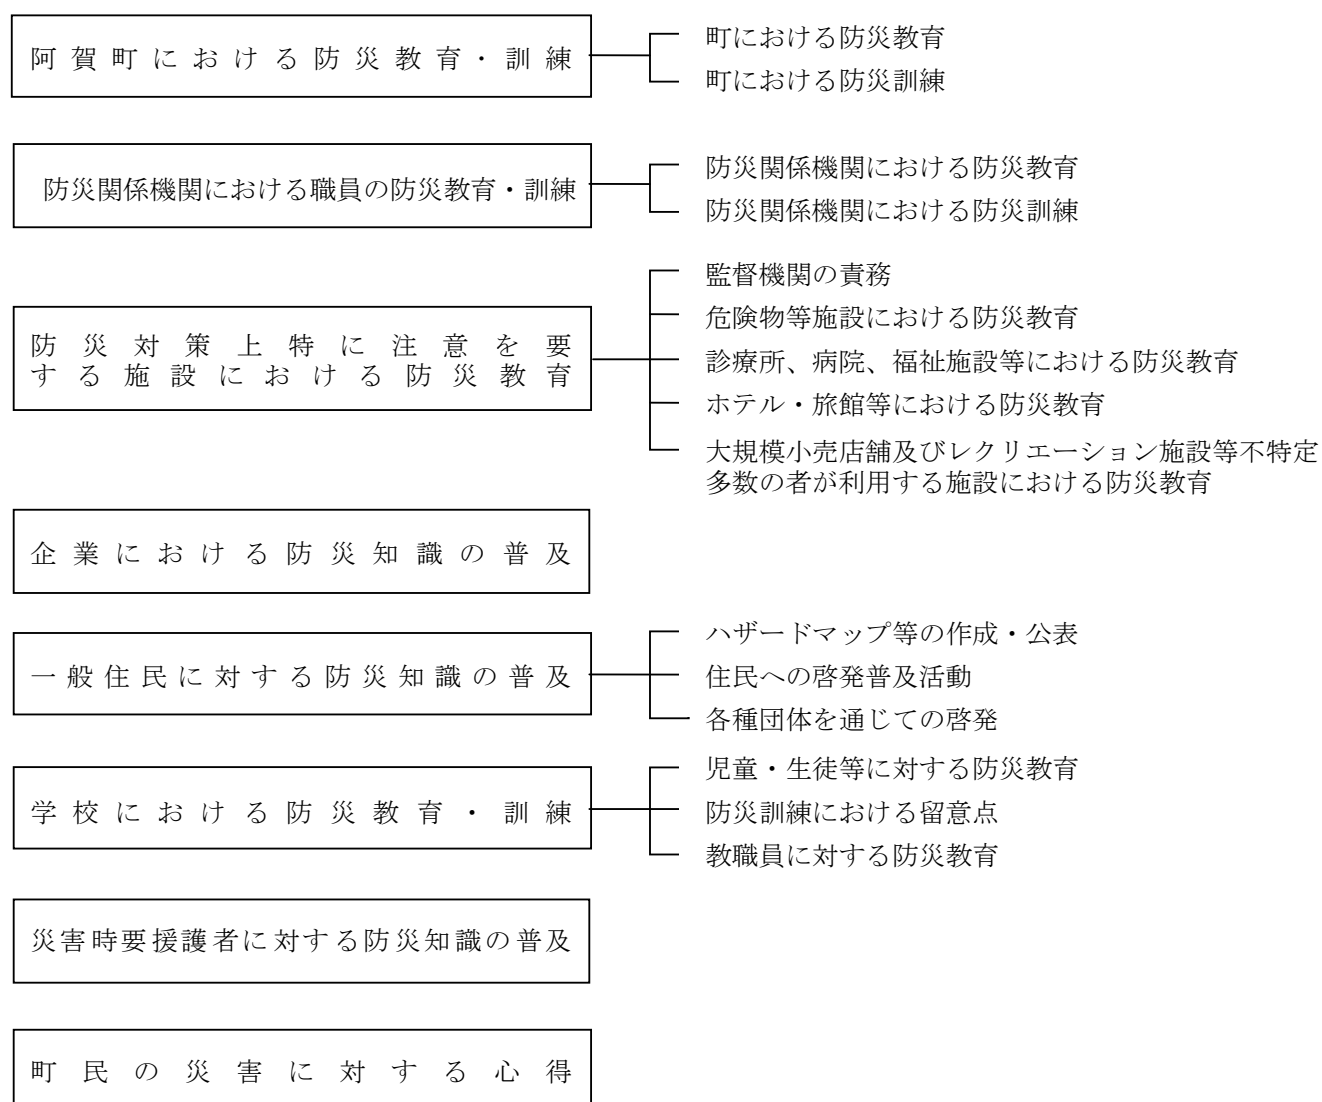 阿賀町における防災教育・訓練
町における防災教育
町における防災訓練
防災関係機関における職員の防災教育・訓練
防災関係機関における防災教育
防災関係機関における防災訓練
防災対策上特に注意を要
する施設における防災教育
監督機関の責務
危険物等施設における防災教育
診療所、病院、福祉施設等における防災教育
ホテル・旅館等における防災教育
大規模小売店舗及びレクリエーション施設等不特定
多数の者が利用する施設における防災教育
企業における防災知識の普及
一般住民に対する防災知識の普及
ハザードマップ等の作成・公表
住民への啓発普及活動
各種団体を通じての啓発
学校における防災教育・訓練
児童・生徒等に対する防災教育
防災訓練における留意点
教職員に対する防災教育
災害時要援護者に対する防災知識の普及
町民の災害に対する心得